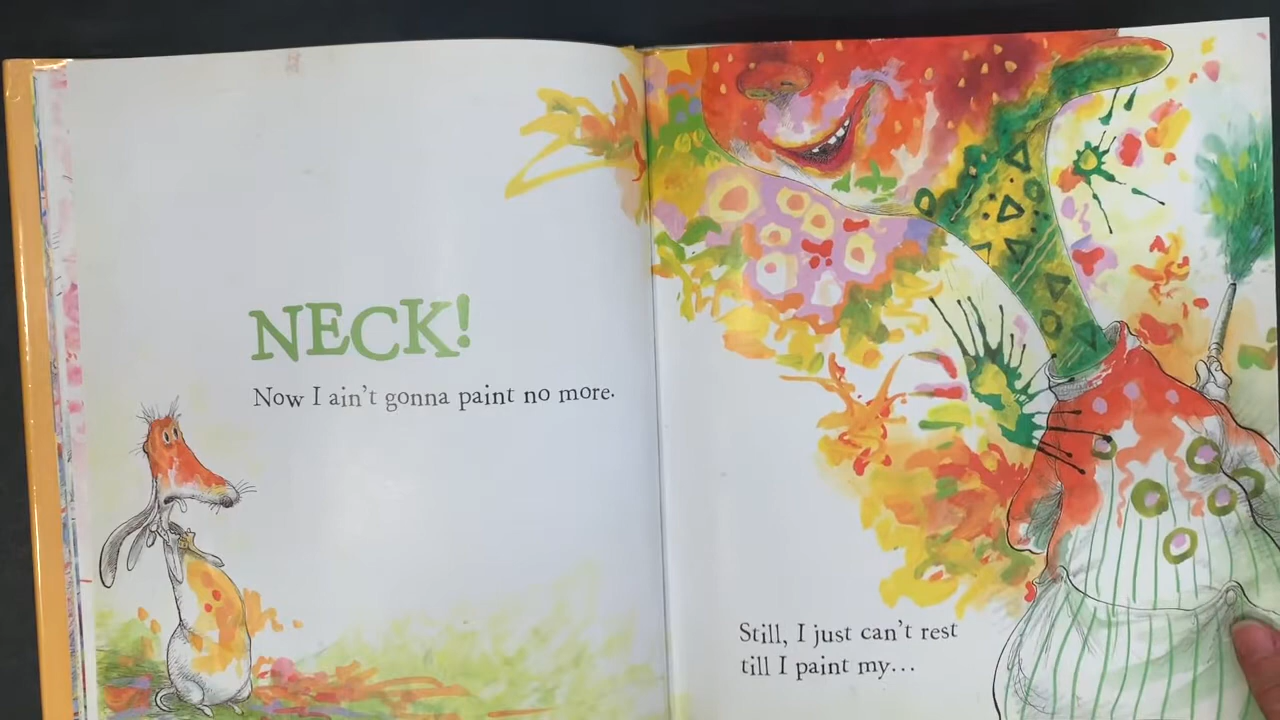 NECK!
Now I ain't gonna paint no more.
Still, I just can't rest
till I paint my...